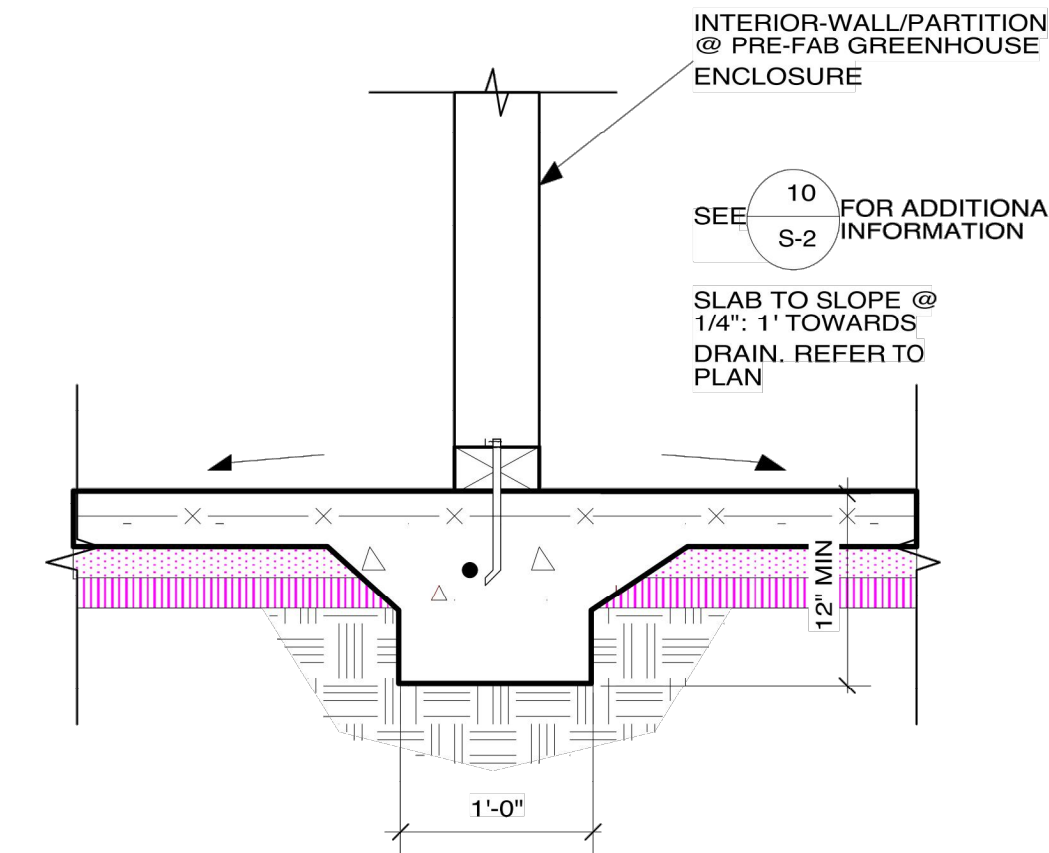 INTERIOR-WALL/PARTITION
@ PRE-FAB GREENHOUSE
ENCLOSURE
10
SEE
FOR ADDITIONA
S-2
INFORMATION
SLAB TO SLOPE @
1/4": 1' TOWARDS
DRAIN. REFER TO
PLAN
12" MIN
1'-0"